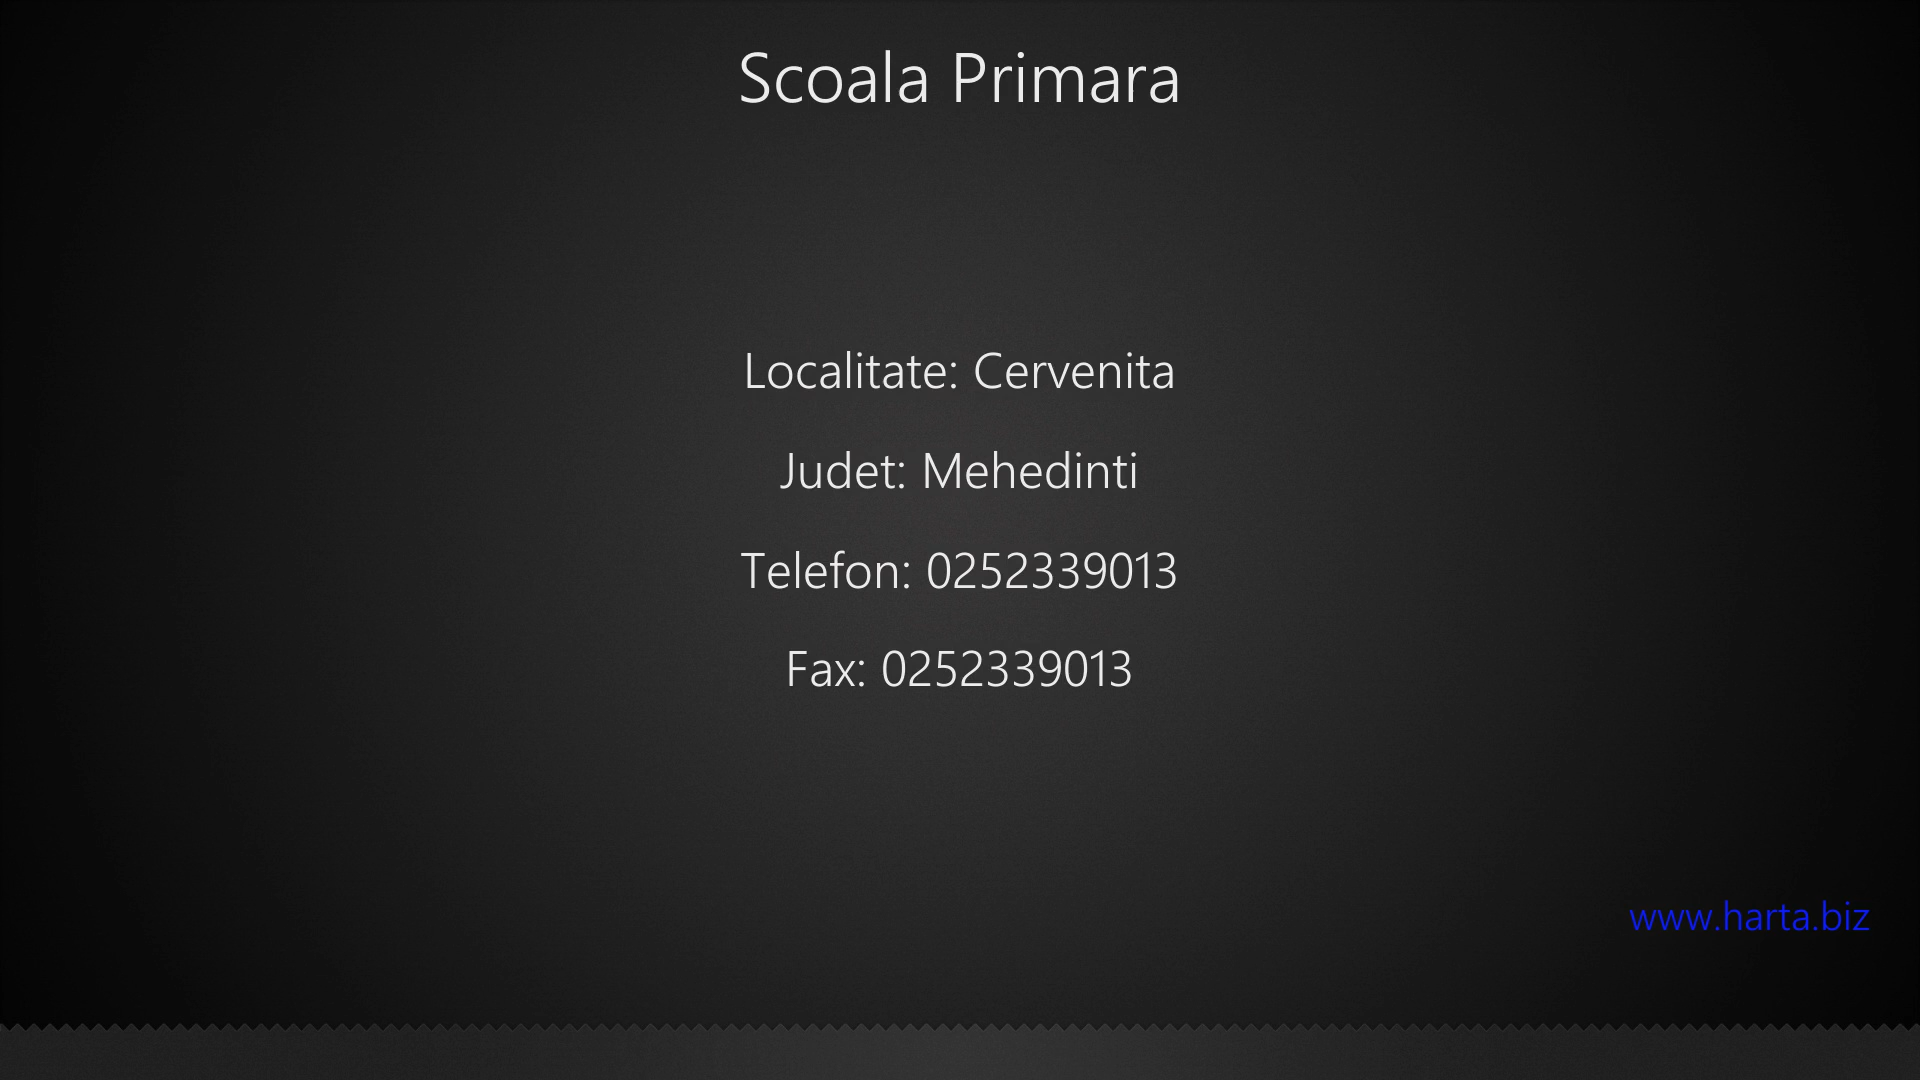 Scoala Primara
Localitate: Cervenita
Judet: Mehedinti
Telefon: 0252339013
Fax: 0252339013
www.harta.biz